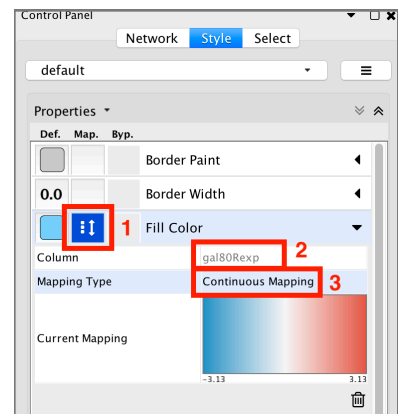 Control Panel
Network Style Select
default
Properties
Def. Map. Byp.
Border Paint
0.0 Border Width
1 Fill Color
Column gal80Rexp 2
Mapping Type Continuous Mapping 3
Current Mapping
-3.13 3.13